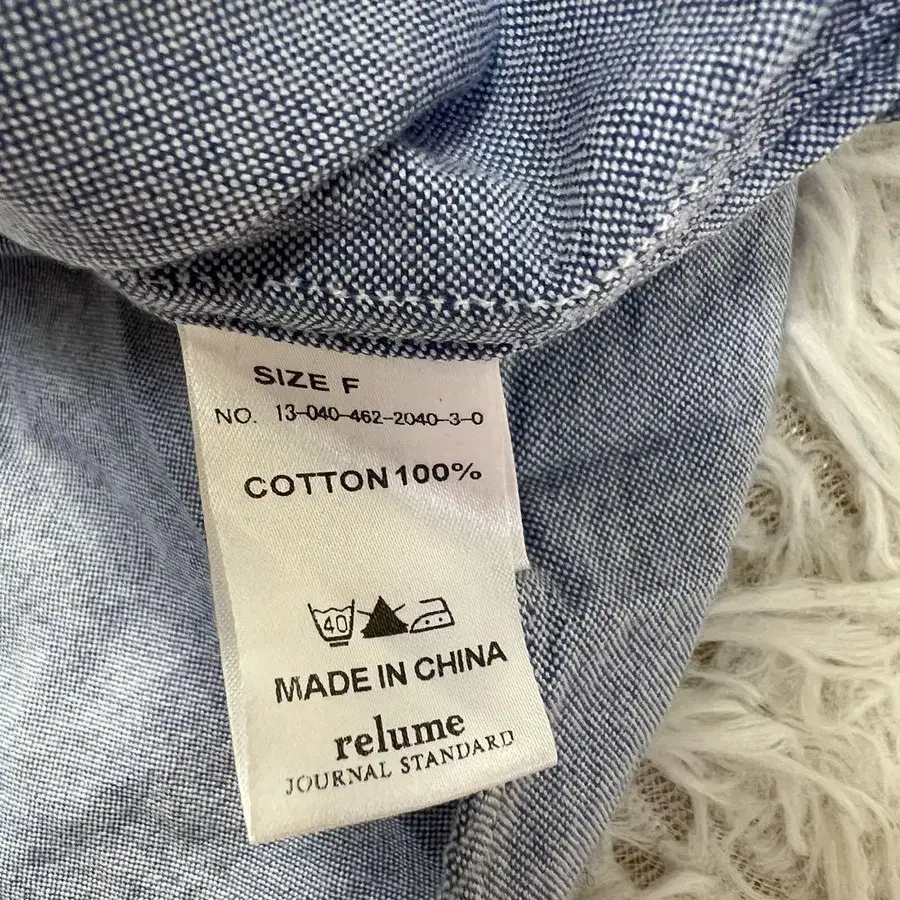 SIZE F
NO. 13-040-462-2040-3-0
COTTON 100%
40
MADE IN CHINA
relume
JOURNAL STANDARD